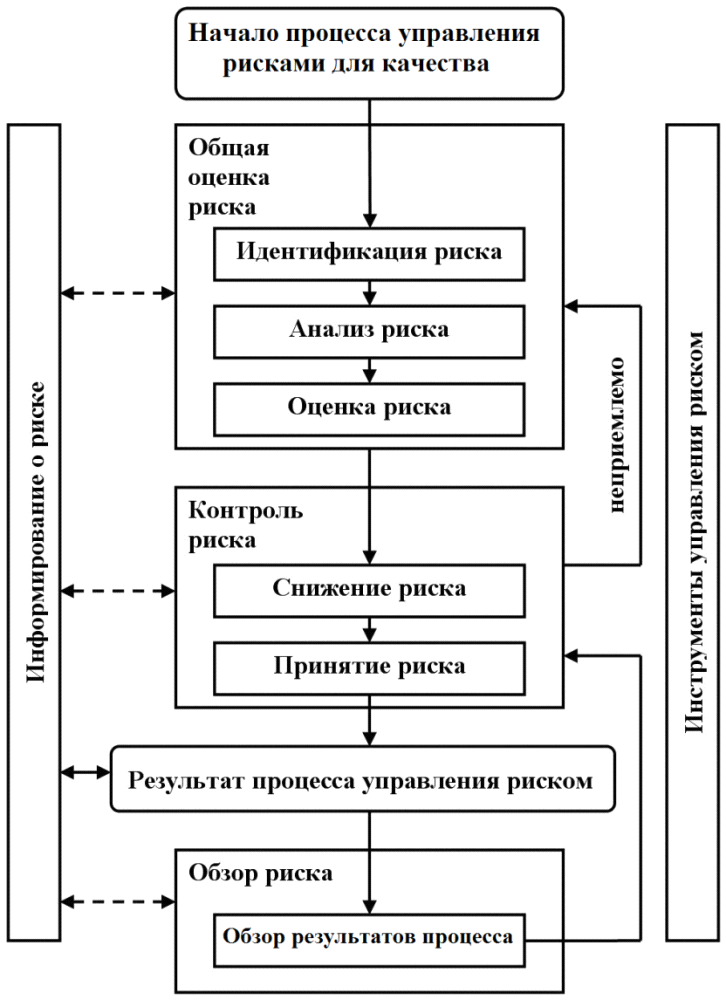 Начало процесса управления
рисками для качества
Общая
оценка
риска
Идентификация риска
Анализ риска
Оценка риска
неприемлемо
Контроль
риска
Снижение риска
Принятие риска
Результат процесса управления риском
Обзор риска
Обзор результатов процесса
Информирование о риске
Инструменты управления риском